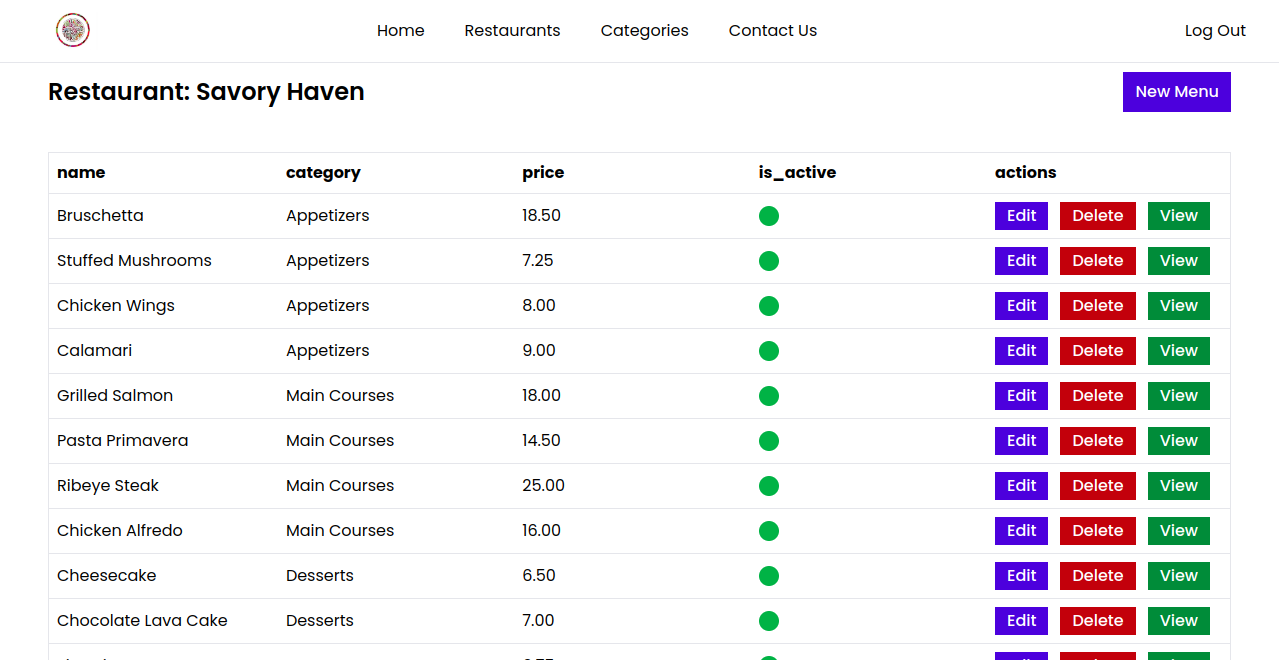 Home Restaurants Categories Contact Us Log Out
Restaurant: Savory Haven New Menu
name category price is_active actions
Bruschetta Appetizers 18.50 Edit Delete View
Stuffed Mushrooms Appetizers 7.25 Edit Delete View
Chicken Wings Appetizers 8.00 Edit Delete View
Calamari Appetizers 9.00 Edit Delete View
Grilled Salmon Main Courses 18.00 Edit Delete View
Pasta Primavera Main Courses 14.50 Edit Delete View
Ribeye Steak Main Courses 25.00 Edit Delete View
Chicken Alfredo Main Courses 16.00 Edit Delete View
Cheesecake Desserts 6.50 Edit Delete View
Chocolate Lava Cake Desserts 7.00 Edit Delete View